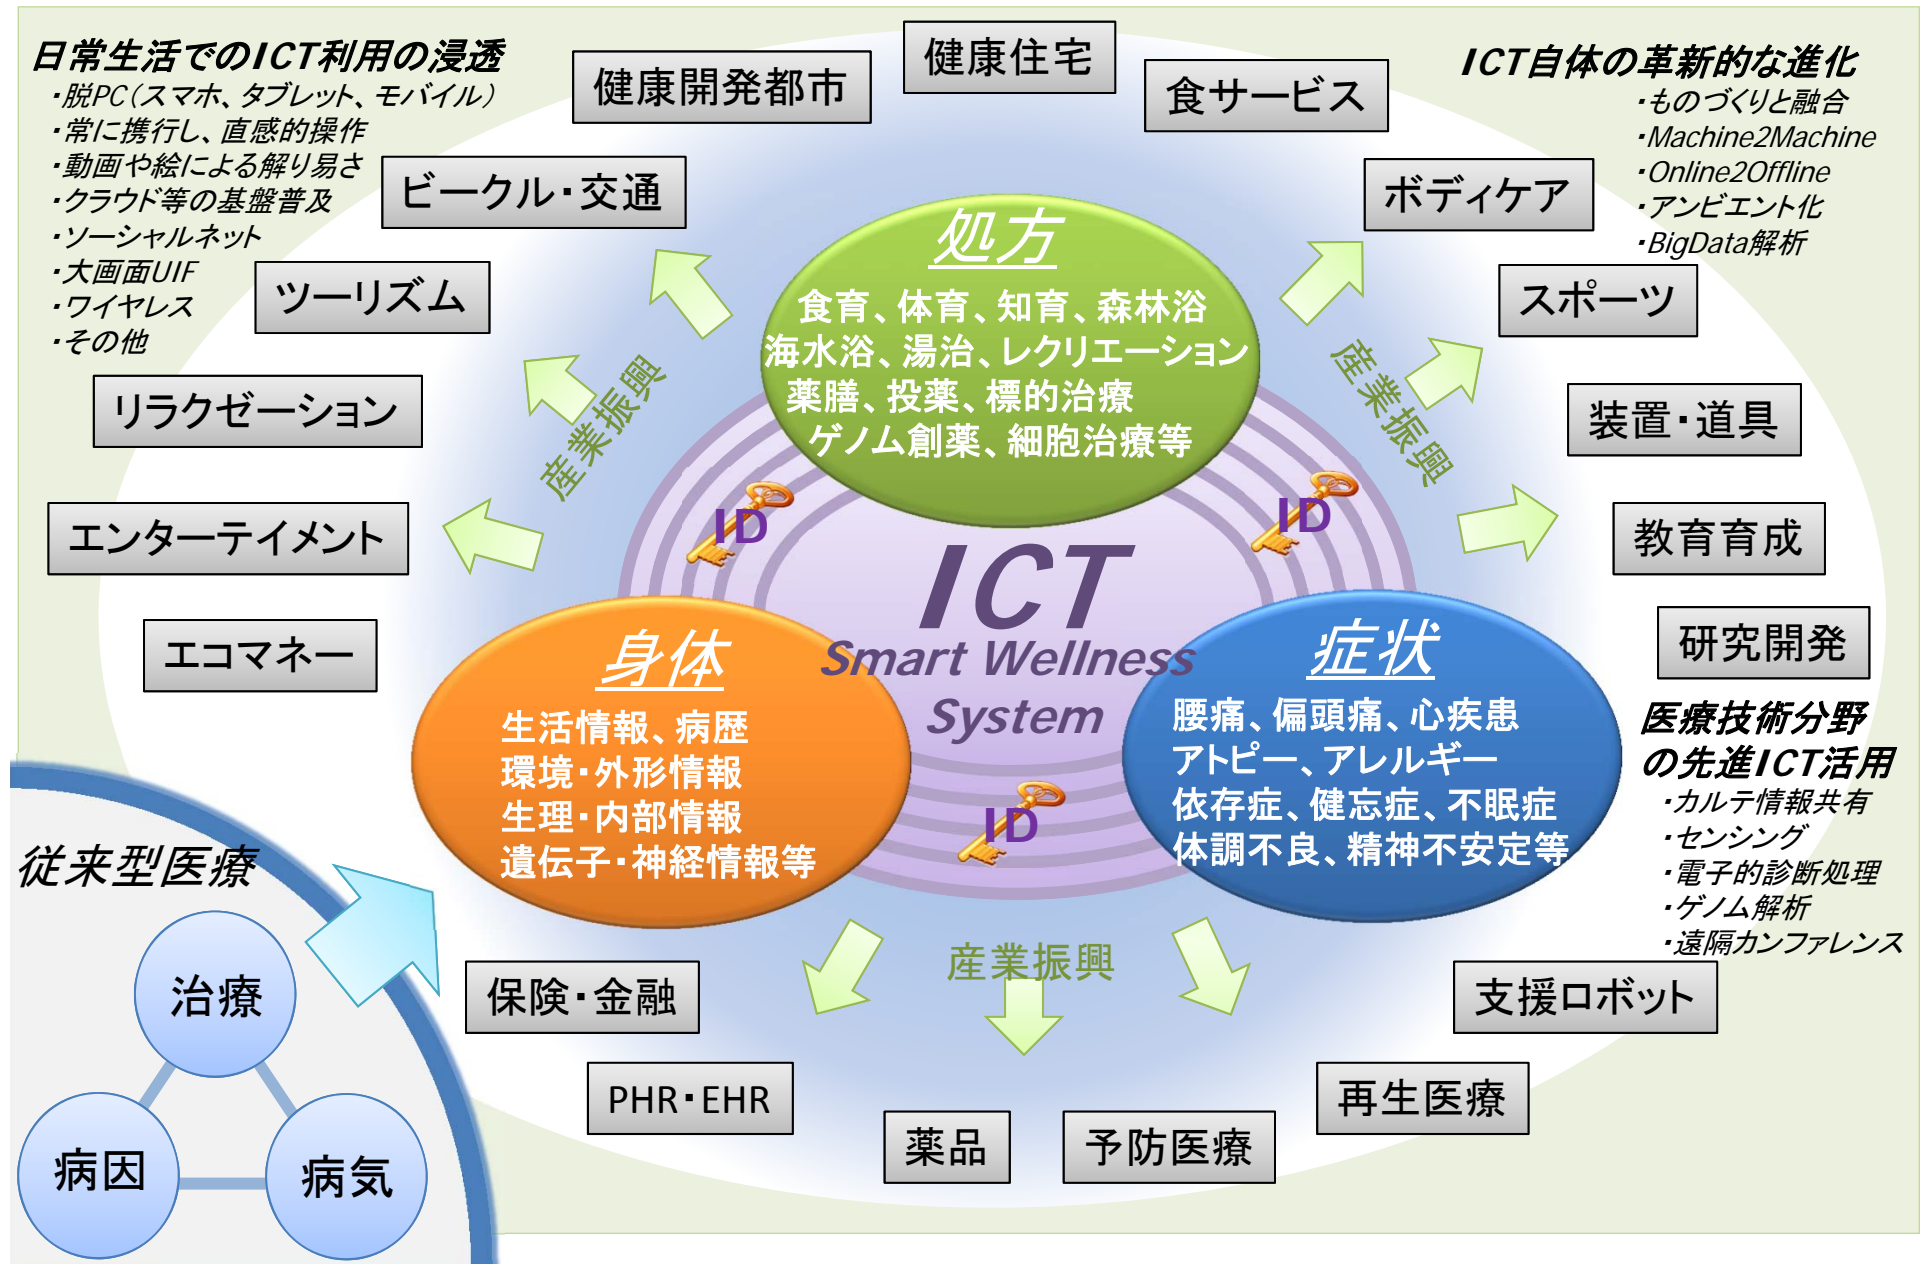 日常生活でのICT利用の浸透
・脱PC(スマホ、タブレット、モバイル)
・常に携行し、直感的操作
・動画や絵による解り易さ
・クラウド等の基盤普及
・ソーシャルネット
・大画面UIF
・ワイヤレス
・その他
ICT自体の革新的な進化
・ものづくりと融合
・Machine2Machine
・Online2Offline
・アンビエント化
・BigData解析
健康住宅
健康開発都市
食サービス
ビークル・交通
ボディケア
ツーリズム
スポーツ
リラクゼーション
装置・道具
エンターテイメント
教育育成
エコマネー
研究開発
産業振興
産業振興
処方
食育、体育、知育、森林浴
海水浴、湯治、レクリエーション
薬膳、投薬、標的治療
ゲノム創薬、細胞治療等
ID
ID
ICT
Smart Wellness
System
身体
生活情報、病歴
環境・外形情報
生理・内部情報
遺伝子・神経情報等
症状
腰痛、偏頭痛、心疾患
アトピー、アレルギー
依存症、健忘症、不眠症
体調不良、精神不安定等
ID
医療技術分野
の先進ICT活用
・カルテ情報共有
・センシング
・電子的診断処理
・ゲノム解析
・遠隔カンファレンス
産業振興
保険・金融
支援ロボット
PHR・EHR
再生医療
薬品
予防医療
従来型医療
治療
病因
病気